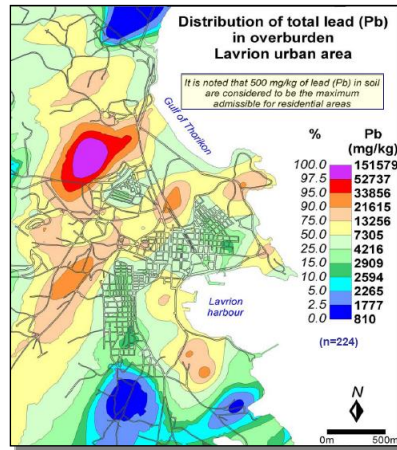 Distribution of total lead (Pb)
in overburden
Lavrion urban area
It is noted that 500 mg/kg of lead (Pb) in soil
are considered to be the maximum
admissible for residential areas
Gulf of Thorikon
% Pb
(mg/kg)
100.0 151579
97.5 52737
95.0 33856
90.0 21615
75.0 13256
50.0 7305
25.0 4216
15.0 2909
10.0 2594
5.0 2265
2.5 1777
0.0 810
(n=224)
Lavrion
harbour
N
0m 500m